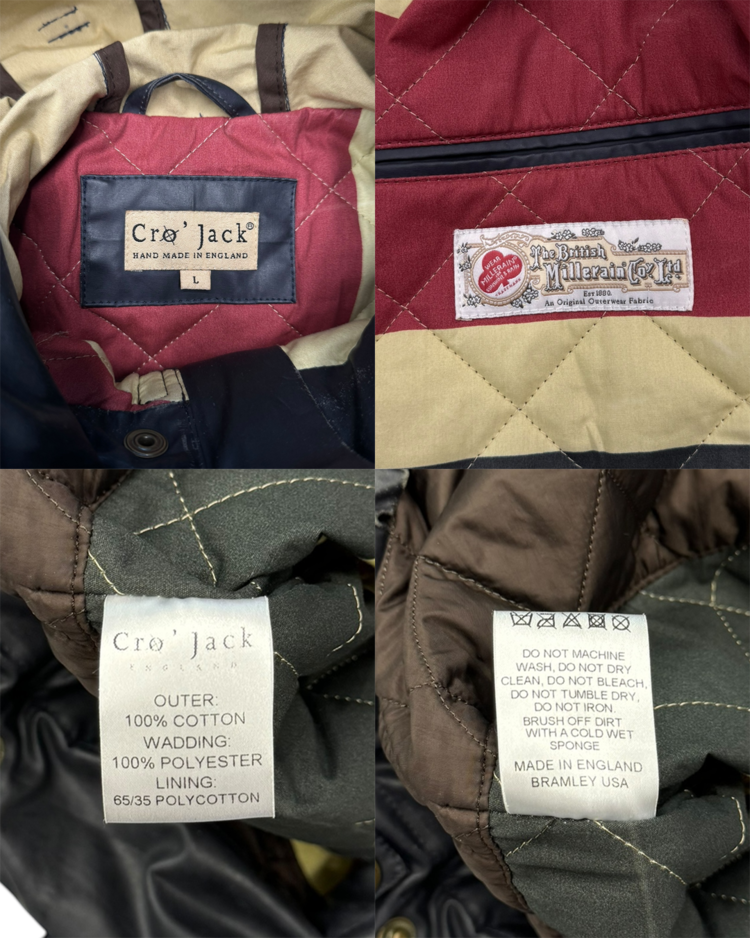 Cro' Jack®
HAND MADE IN ENGLAND
L
WEAR
MILLERAIN
The British
Millerain Co.y Ltd
EST 1880.
An Original Outerwear Fabric
Cro' Jack
ENGLAND
OUTER:
100% COTTON
WADDING:
100% POLYESTER
LINING:
65/35 POLYCOTTON
DO NOT MACHINE
WASH, DO NOT DRY
CLEAN, DO NOT BLEACH,
DO NOT TUMBLE DRY,
DO NOT IRON.
BRUSH OFF DIRT
WITH A COLD WET
SPONGE
MADE IN ENGLAND
BRAMLEY USA